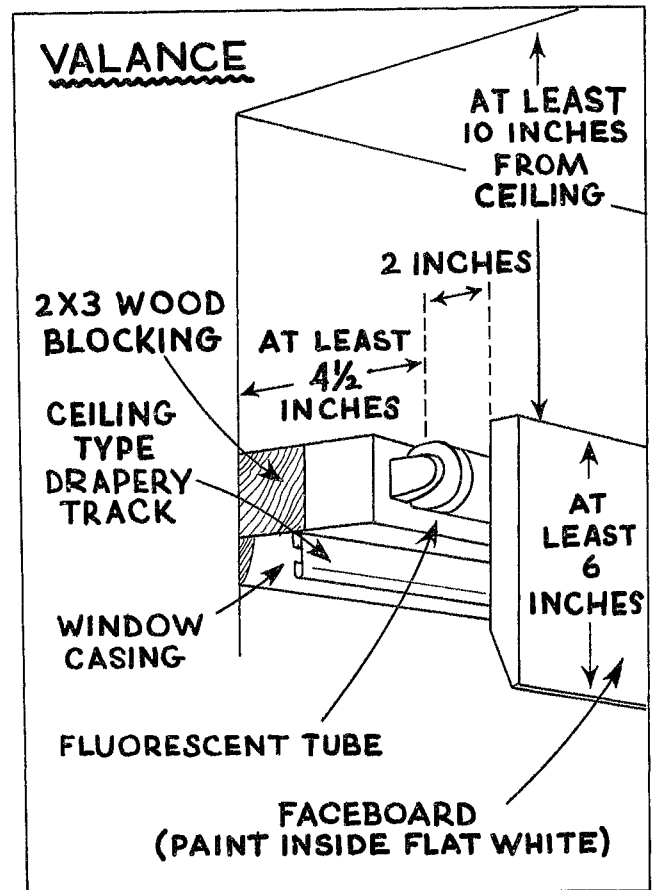 VALANCE
AT LEAST
10 INCHES
FROM
CEILING
2 INCHES
2X3 WOOD
BLOCKING
AT LEAST
4½
INCHES
CEILING
TYPE
DRAPERY
TRACK
AT
LEAST
6
INCHES
WINDOW
CASING
FLUORESCENT TUBE
FACEBOARD
(PAINT INSIDE FLAT WHITE)